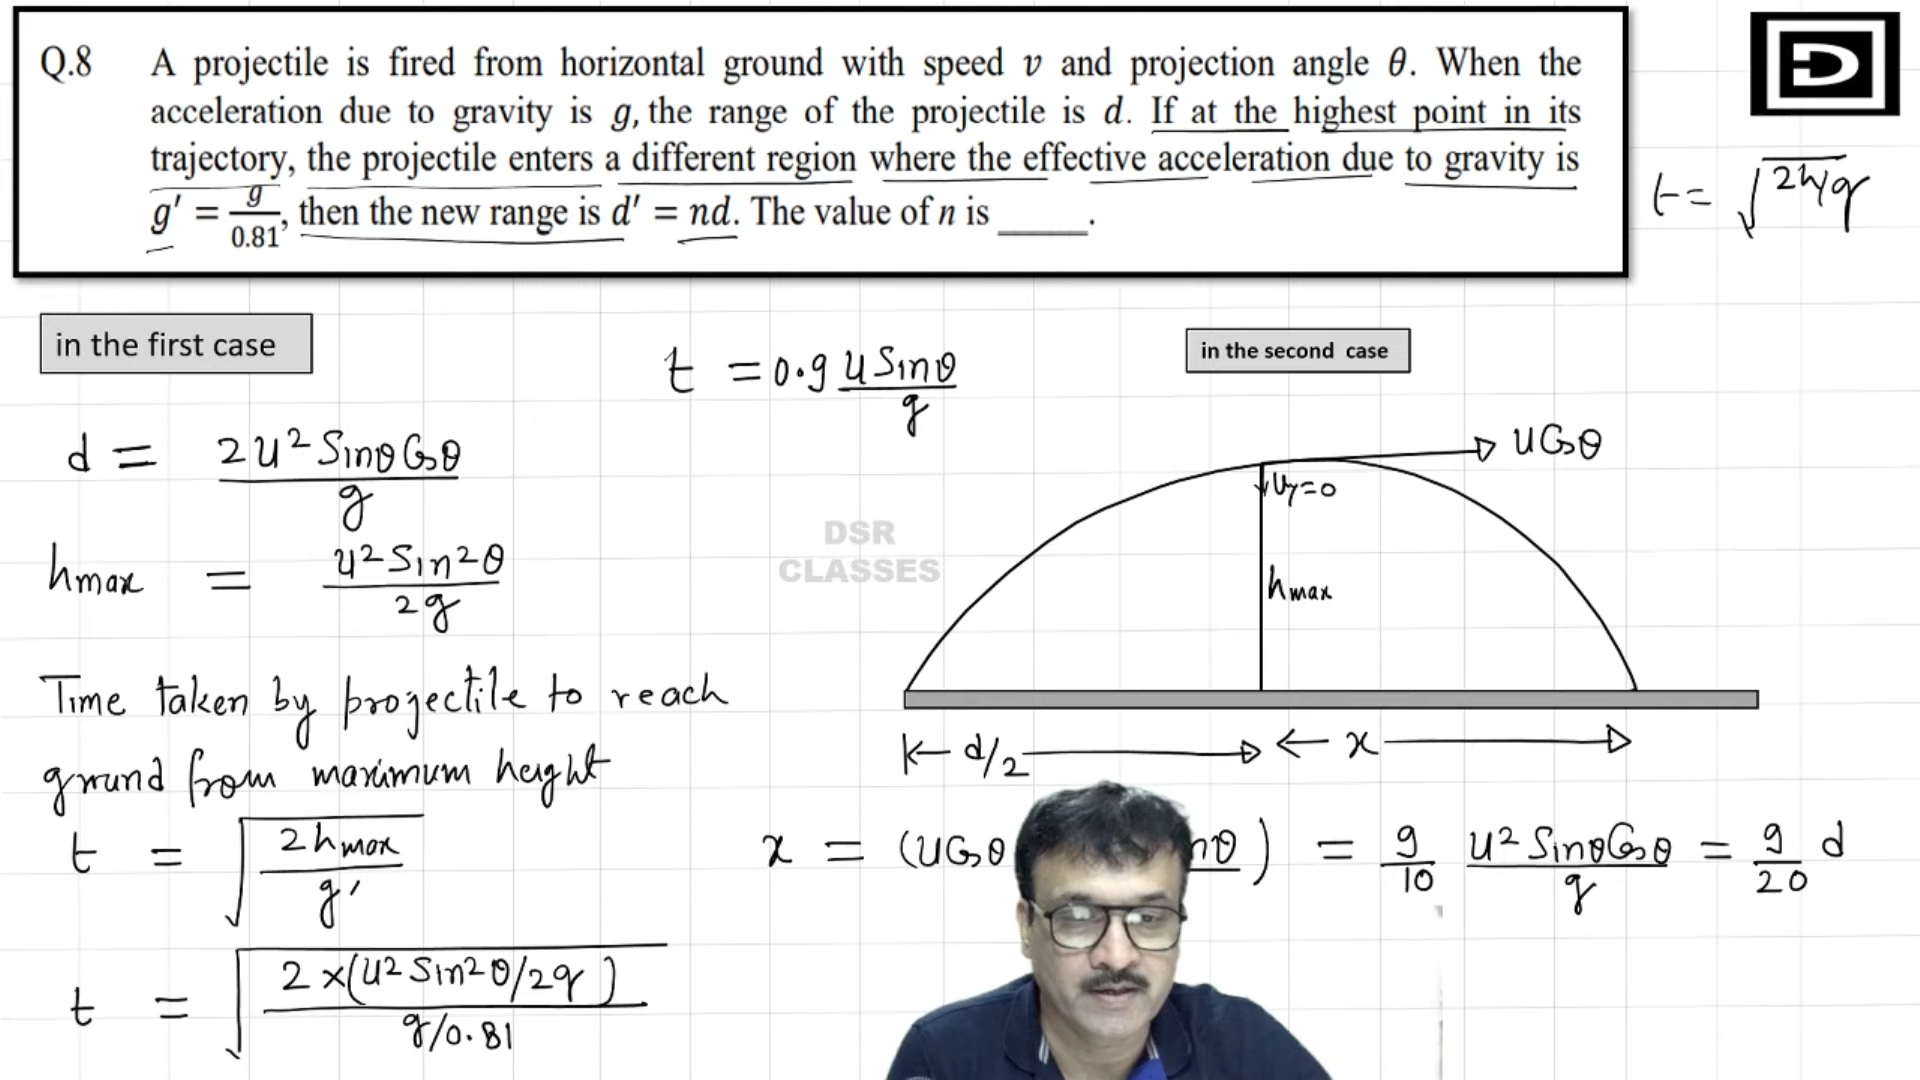 Q.8 A projectile is fired from horizontal ground with speed v and projection angle θ. When the
acceleration due to gravity is g, the range of the projectile is d. If at the highest point in its
trajectory, the projectile enters a different region where the effective acceleration due to gravity is
g′ = g/0.81, then the new range is d′ = nd. The value of n is _____.
t = √2h/g
in the first case
t = 0.9 u Sinθ/g
in the second case
d = 2u² Sinθ Cosθ/g
u Cosθ
uy=0
hmax = u² Sin²θ/2g
DSR
CLASSES
hmax
Time taken by projectile to reach
ground from maximum height
d/2
x
t = √2hmax/g′
x = (u Cosθ nθ) = 9/10 u² Sinθ Cosθ/g = 9/20 d
t = √2×(u² Sin²θ/2g)/g/0.81